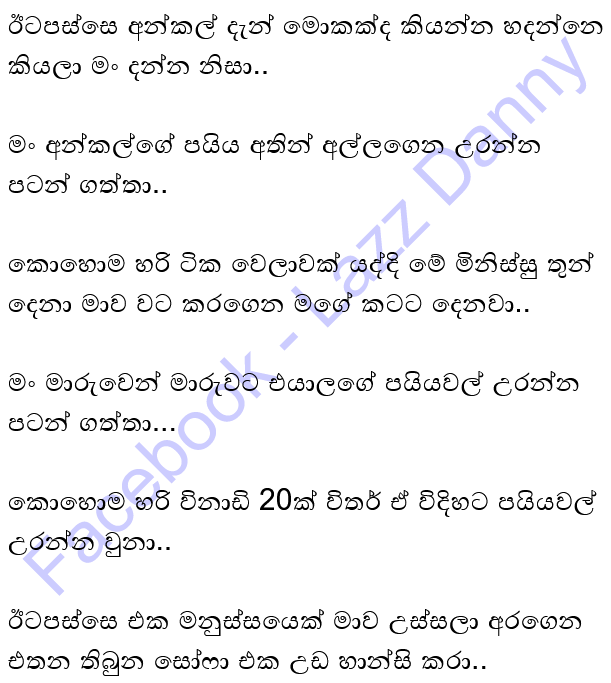 ඊටපස්සෙ අන්කල් දැන් මොකක්ද කියන්න හදන්නෙ
කියලා මං දන්න නිසා..
මං අන්කල්ගේ පයිය අතින් අල්ලගෙන උරන්න
පටන් ගත්තා..
කොහොම හරි ටික වෙලාවක් යද්දි මේ මිනිස්සු තුන්
දෙනා මාව වට කරගෙන මගේ කටට දෙනවා..
මං මාරුවෙන් මාරුවට එයාලගේ පයියවල් උරන්න
පටන් ගත්තා...
කොහොම හරි විනාඩි 20ක් විතර ඒ විදිහට පයියවල්
උරන්න වුනා..
ඊටපස්සෙ එක මනුස්සයෙක් මාව උස්සලා අරගෙන
එතන තිබුන සෝෆා එක උඩ හාන්සි කරා..
Facebook - Lazz Danny